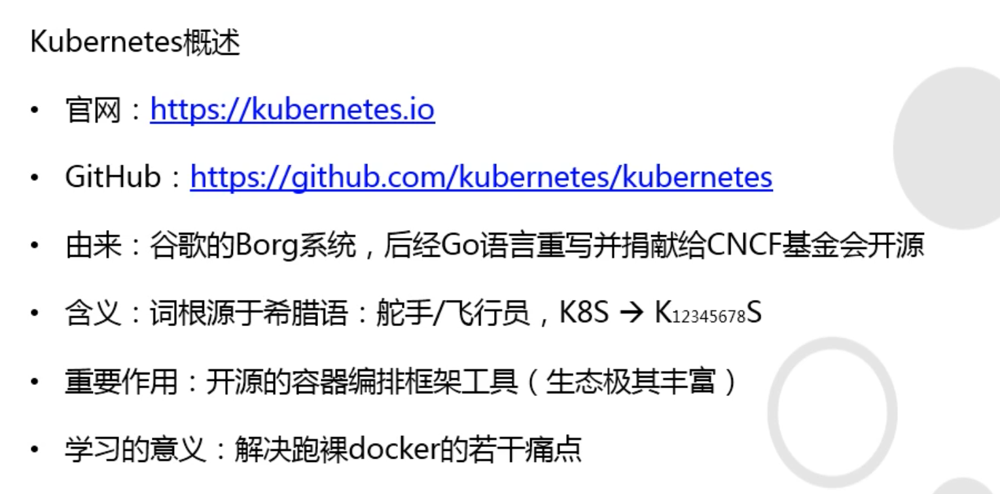 Kubernetes概述
• 官网：https://kubernetes.io
• GitHub：https://github.com/kubernetes/kubernetes
• 由来：谷歌的Borg系统，后经Go语言重写并捐献给CNCF基金会开源
• 含义：词根源于希腊语：舵手/飞行员，K8S → K12345678S
• 重要作用：开源的容器编排框架工具（生态极其丰富）
• 学习的意义：解决跑裸docker的若干痛点